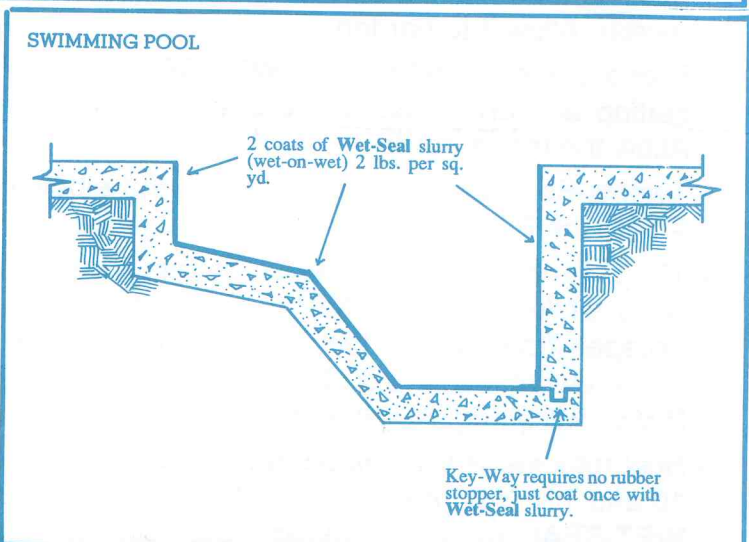 SWIMMING POOL
2 coats of Wet-Seal slurry
(wet-on-wet) 2 lbs. per sq.
yd.
Key-Way requires no rubber
stopper, just coat once with
Wet-Seal slurry.